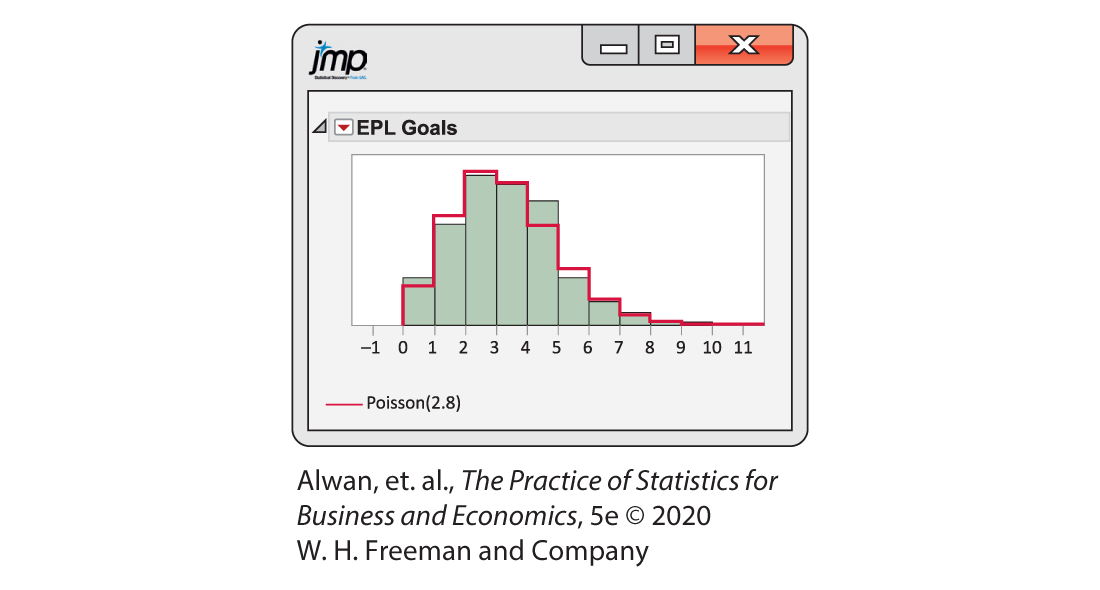 jmp
Statistical Discovery. From SAS.
EPL Goals
−1 0 1 2 3 4 5 6 7 8 9 10 11
Poisson(2.8)
Alwan, et. al., The Practice of Statistics for
Business and Economics, 5e © 2020
W. H. Freeman and Company